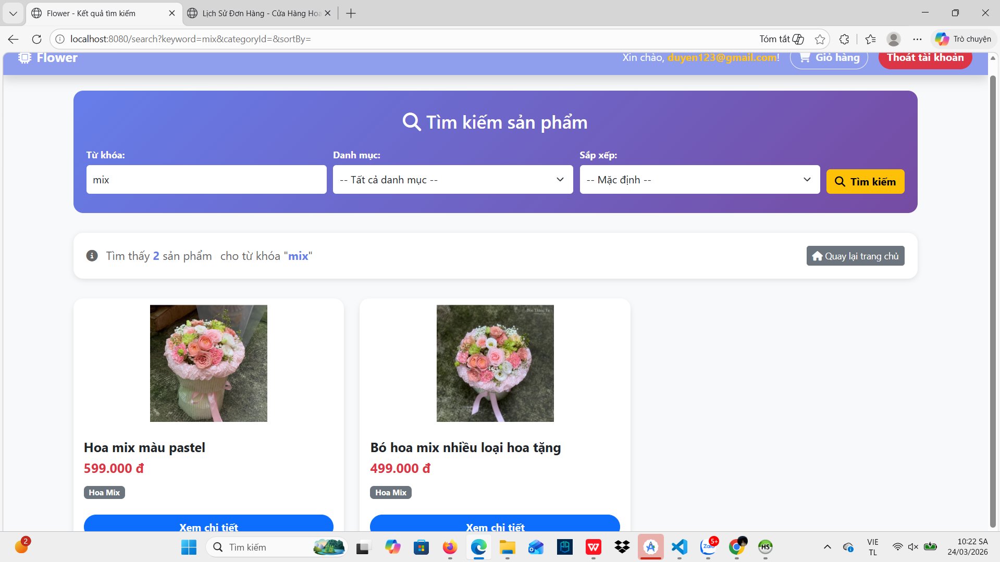 Flower - Kết quả tìm kiếm
Lịch Sử Đơn Hàng - Cửa Hàng Hoa
localhost:8080/search?keyword=mix&categoryId=&sortBy=
Tóm tắt
Trò chuyện
Flower
Xin chào, duyen123@gmail.com!
Giỏ hàng
Thoát tài khoản
Tìm kiếm sản phẩm
Từ khóa:
Danh mục:
Sắp xếp:
mix
-- Tất cả danh mục --
-- Mặc định --
Tìm kiếm
Tìm thấy 2 sản phẩm cho từ khóa "mix"
Quay lại trang chủ
Hoa mix màu pastel
599.000 đ
Hoa Mix
Xem chi tiết
Hoa Tháng Tư
Bó hoa mix nhiều loại hoa tặng
499.000 đ
Hoa Mix
Xem chi tiết
2
Tìm kiếm
W
Zalo
5+
HS
VIE
TL
10:22 SA
24/03/2026